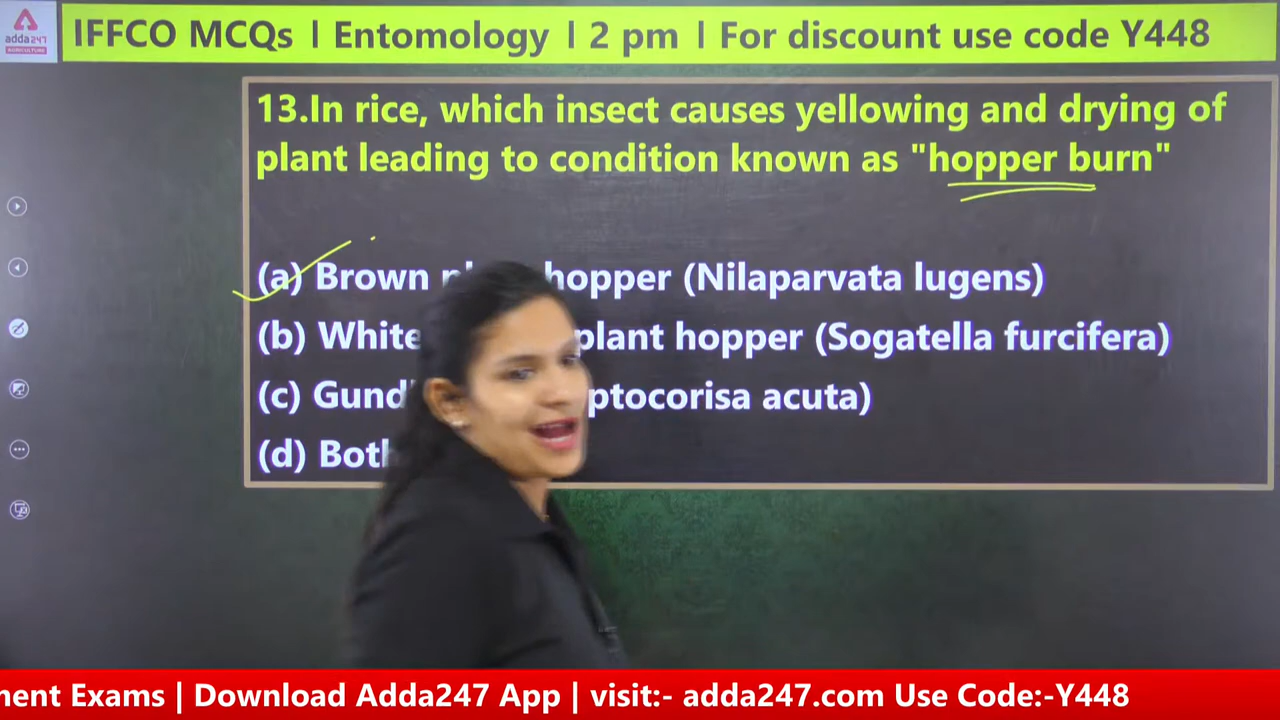 adda247
AGRICULTURE
IFFCO MCQs | Entomology | 2 pm | For discount use code Y448
13.In rice, which insect causes yellowing and drying of
plant leading to condition known as "hopper burn"
(a) Brown hopper (Nilaparvata lugens)
(b) White plant hopper (Sogatella furcifera)
(c) Gund ptocorisa acuta)
(d) Both
ment Exams | Download Adda247 App | visit:- adda247.com Use Code:-Y448